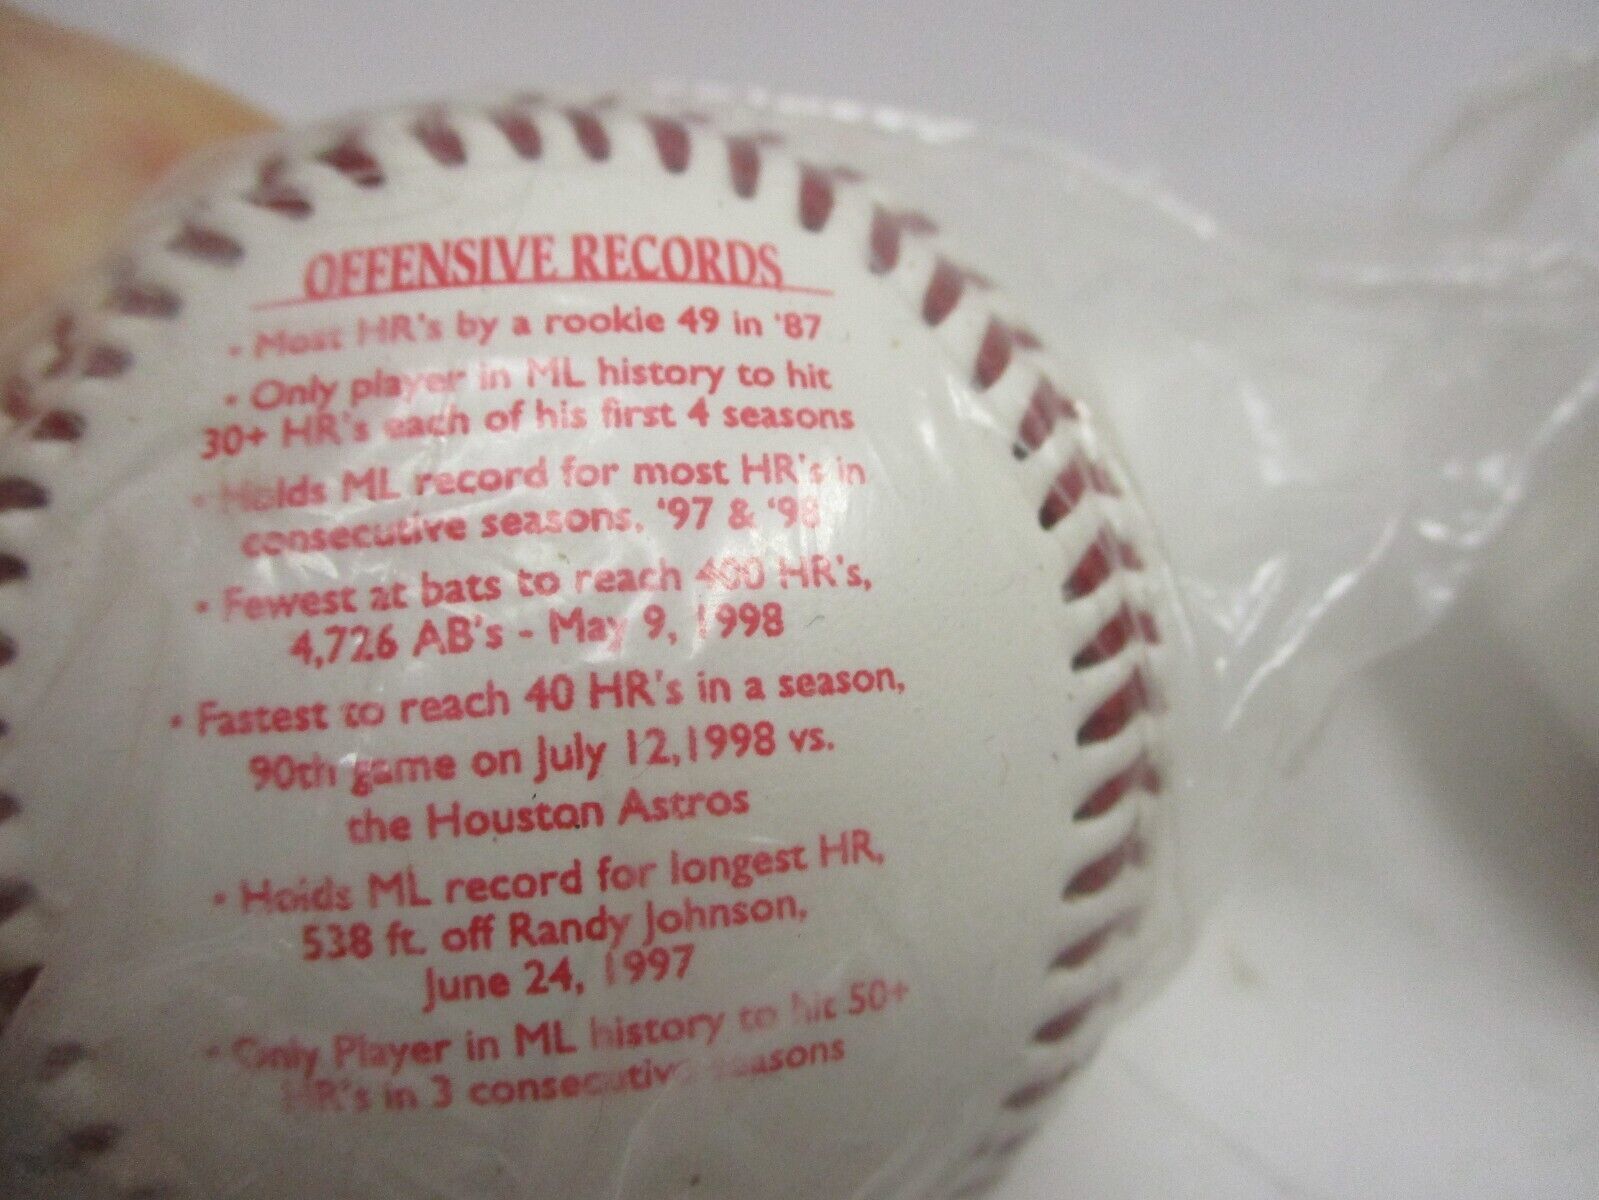 OFFENSIVE RECORDS
• Most HR's by a rookie 49 in '87
• Only player in ML history to hit
30+ HR's each of his first 4 seasons
• Holds ML record for most HR's in
consecutive seasons, '97 & '98
• Fewest at bats to reach 400 HR's,
4,726 AB's - May 9, 1998
• Fastest to reach 40 HR's in a season,
90th game on July 12,1998 vs.
the Houston Astros
• Holds ML record for longest HR,
538 ft. off Randy Johnson,
June 24, 1997
• Only Player in ML history to hit 50+
HR's in 3 consecutive seasons